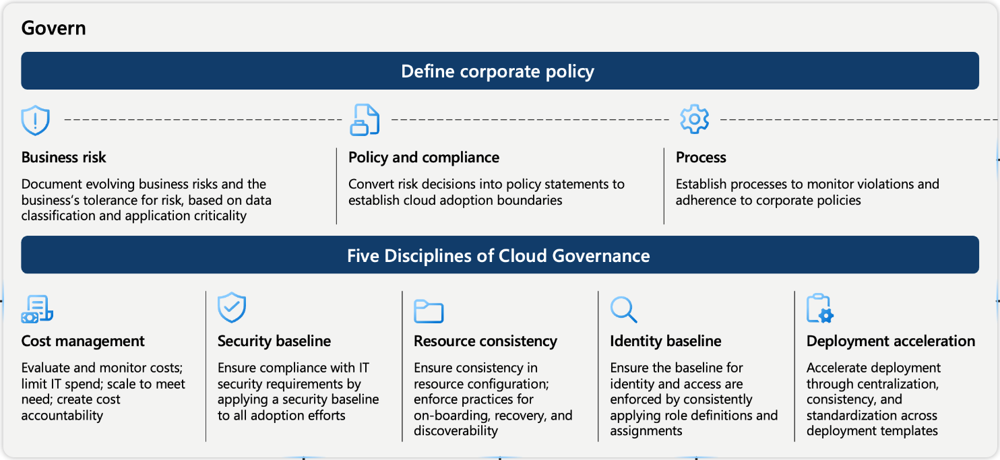 Govern
Define corporate policy
Business risk
Document evolving business risks and the
business‘s tolerance for risk, based on data
classification and application criticality
Policy and compliance
Convert risk decisions into policy statements to
establish cloud adoption boundaries
Process
Establish processes to monitor violations and
adherence to corporate policies
Five Disciplines of Cloud Governance
Cost management
Evaluate and monitor costs;
limit IT spend; scale to meet
need; create cost
accountability
Security baseline
Ensure compliance with IT
security requirements by
applying a security baseline
to all adoption efforts
Resource consistency
Ensure consistency in
resource configuration;
enforce practices for
on-boarding, recovery, and
discoverability
Identity baseline
Ensure the baseline for
identity and access are
enforced by consistently
applying role definitions and
assignments
Deployment acceleration
Accelerate deployment
through centralization,
consistency, and
standardization across
deployment templates